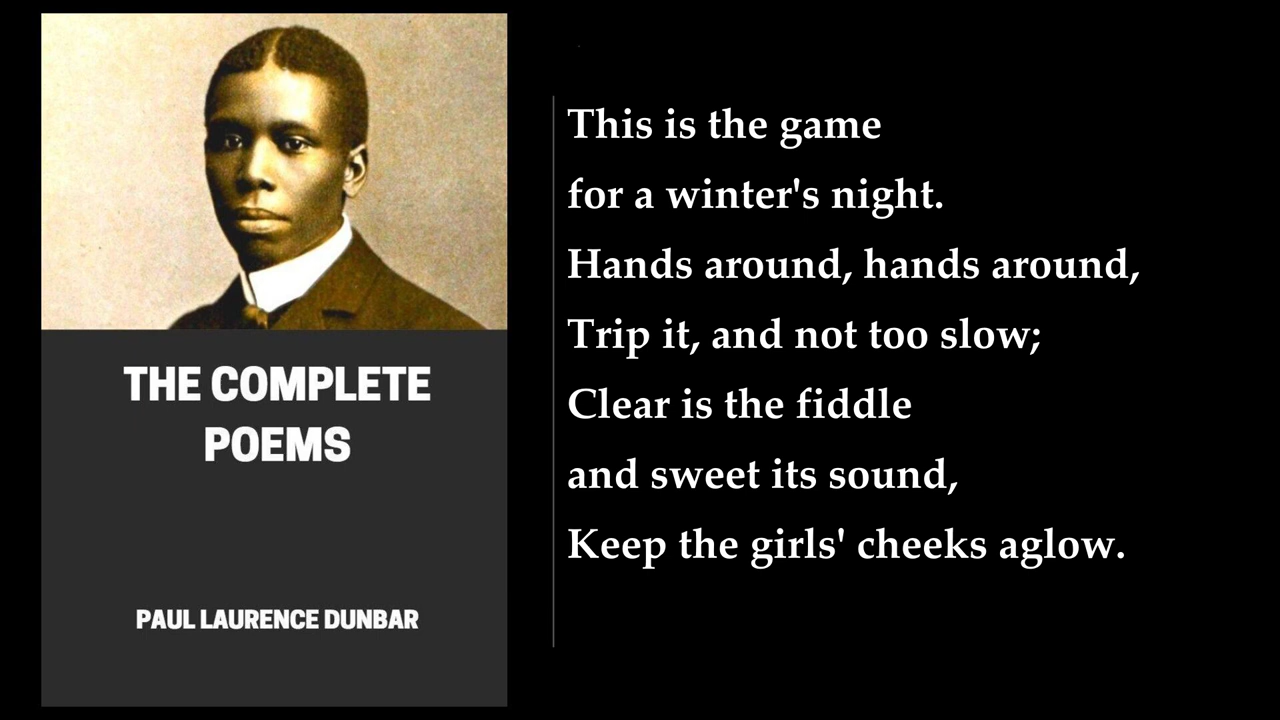 THE COMPLETE
POEMS
PAUL LAURENCE DUNBAR
This is the game
for a winter's night.
Hands around, hands around,
Trip it, and not too slow;
Clear is the fiddle
and sweet its sound,
Keep the girls' cheeks aglow.